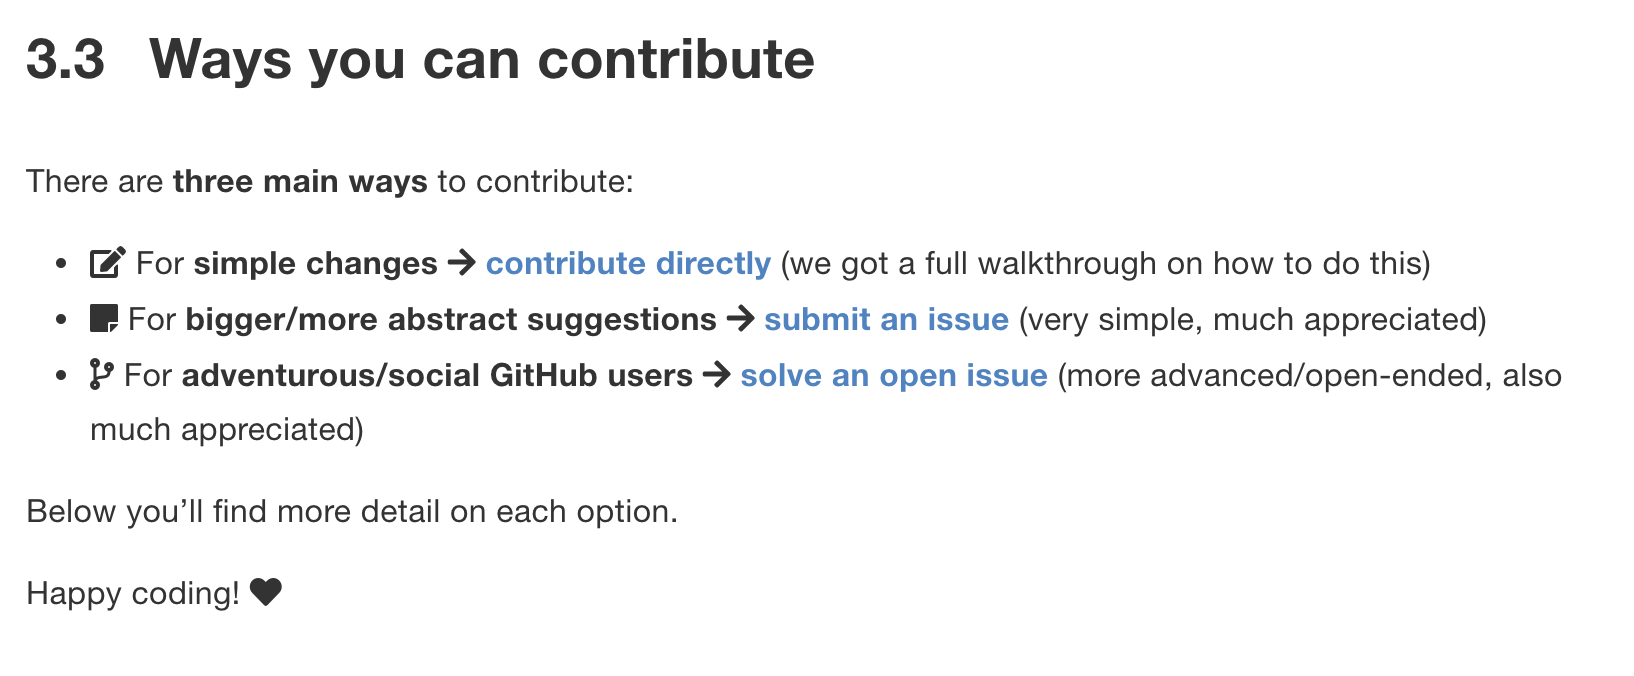 3.3 Ways you can contribute
There are three main ways to contribute:
• For simple changes → contribute directly (we got a full walkthrough on how to do this)
• For bigger/more abstract suggestions → submit an issue (very simple, much appreciated)
• For adventurous/social GitHub users → solve an open issue (more advanced/open-ended, also
much appreciated)
Below you’ll find more detail on each option.
Happy coding! ♥